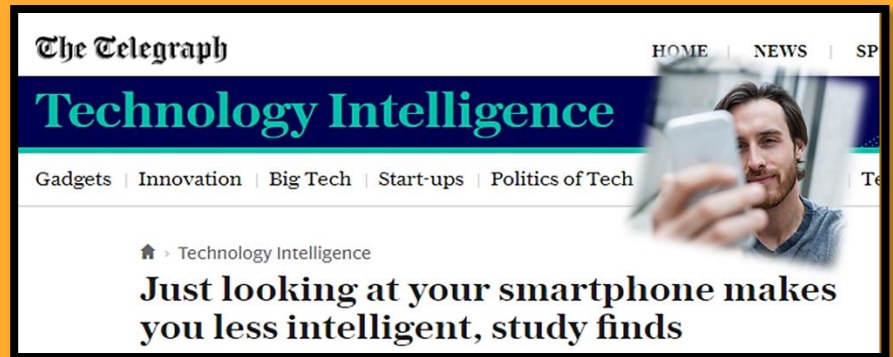 The Telegraph
HOME | NEWS | SP
Technology Intelligence
Gadgets | Innovation | Big Tech | Start-ups | Politics of Tech | Te
Technology Intelligence
Just looking at your smartphone makes
you less intelligent, study finds